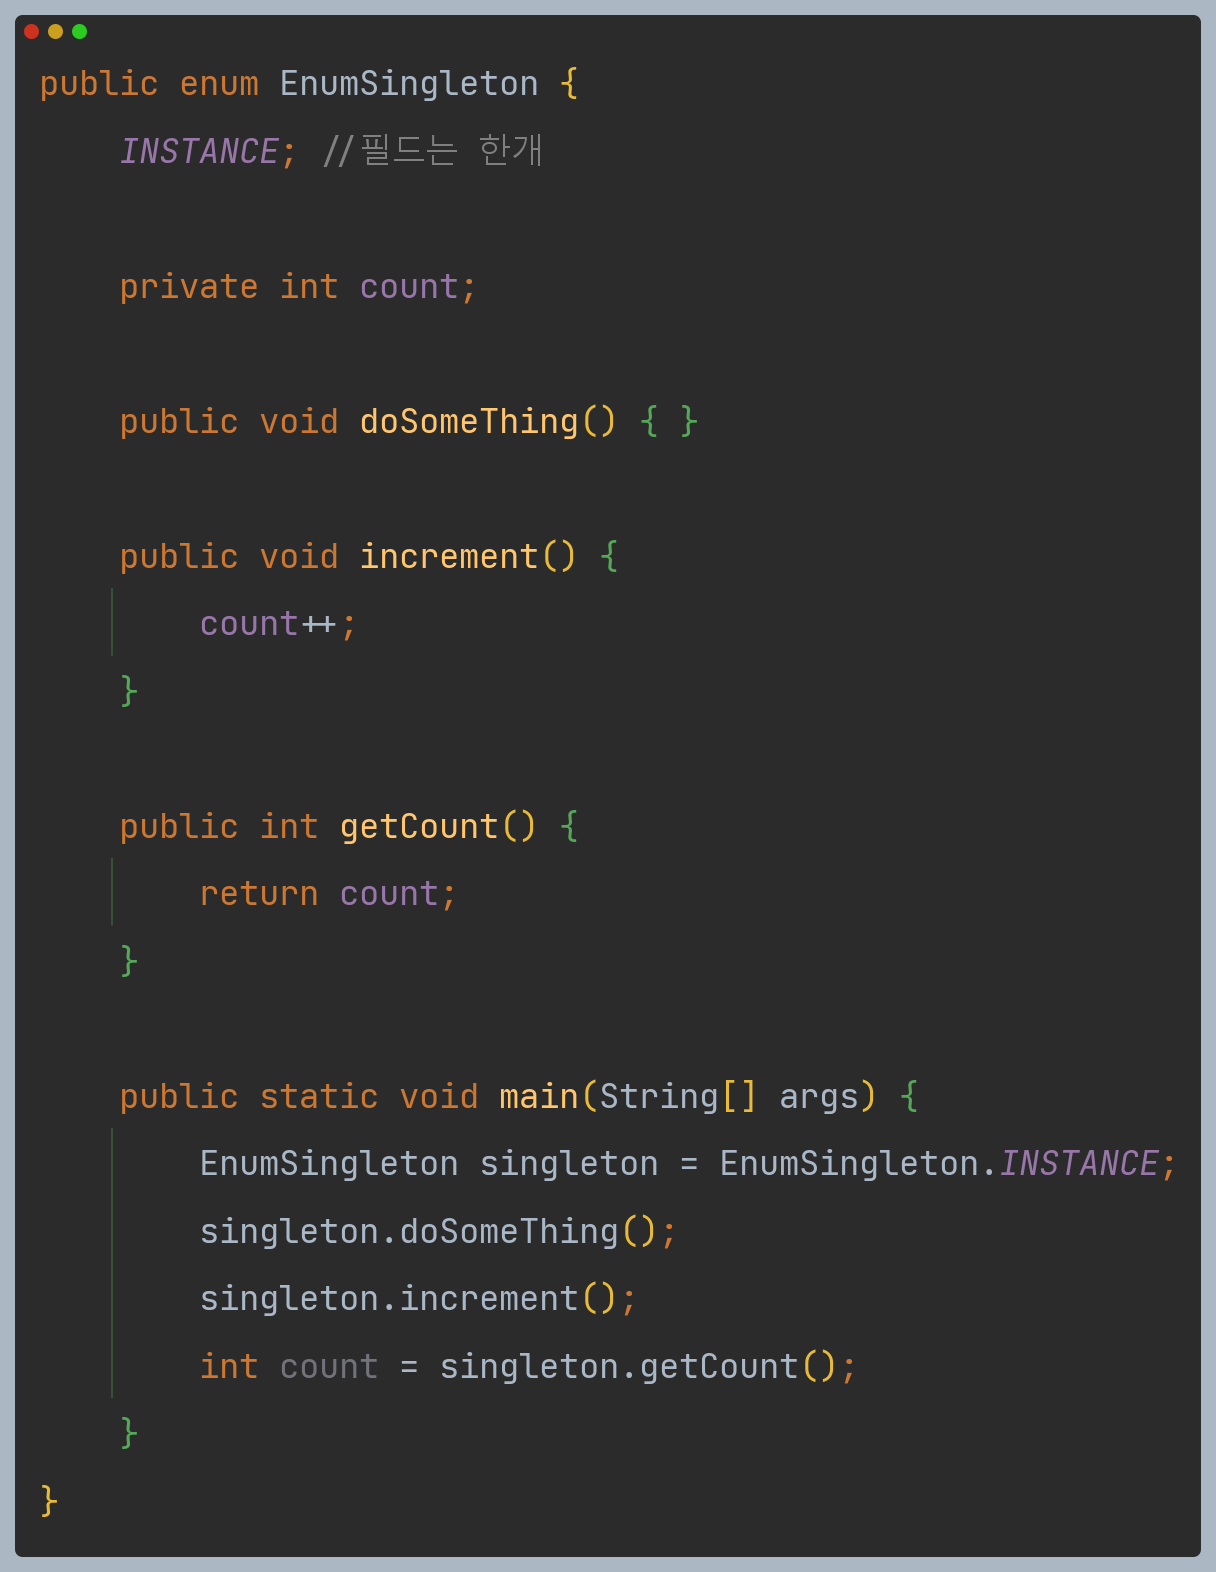 public enum EnumSingleton {
    INSTANCE; //필드는 한개

    private int count;

    public void doSomeThing() { }

    public void increment() {
        count++;
    }

    public int getCount() {
        return count;
    }

    public static void main(String[] args) {
        EnumSingleton singleton = EnumSingleton.INSTANCE;
        singleton.doSomeThing();
        singleton.increment();
        int count = singleton.getCount();
    }
}